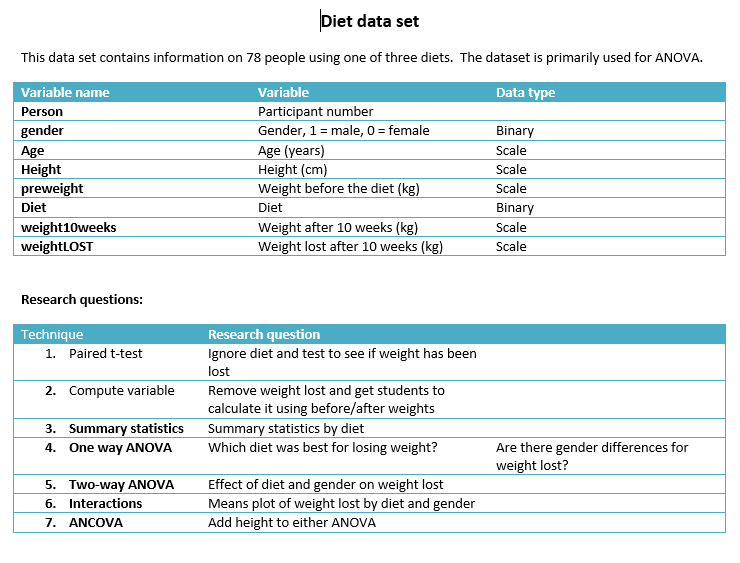 Diet data set
This data set contains information on 78 people using one of three diets.  The dataset is primarily used for ANOVA.
Variable name Variable Data type
Person Participant number
gender Gender, 1 = male, 0 = female Binary
Age Age (years) Scale
Height Height (cm) Scale
preweight Weight before the diet (kg) Scale
Diet Diet Binary
weight10weeks Weight after 10 weeks (kg) Scale
weightLOST Weight lost after 10 weeks (kg) Scale
Research questions:
Technique Research question
1. Paired t-test Ignore diet and test to see if weight has been
lost
2. Compute variable Remove weight lost and get students to
calculate it using before/after weights
3. Summary statistics Summary statistics by diet
4. One way ANOVA Which diet was best for losing weight? Are there gender differences for
weight lost?
5. Two-way ANOVA Effect of diet and gender on weight lost
6. Interactions Means plot of weight lost by diet and gender
7. ANCOVA Add height to either ANOVA